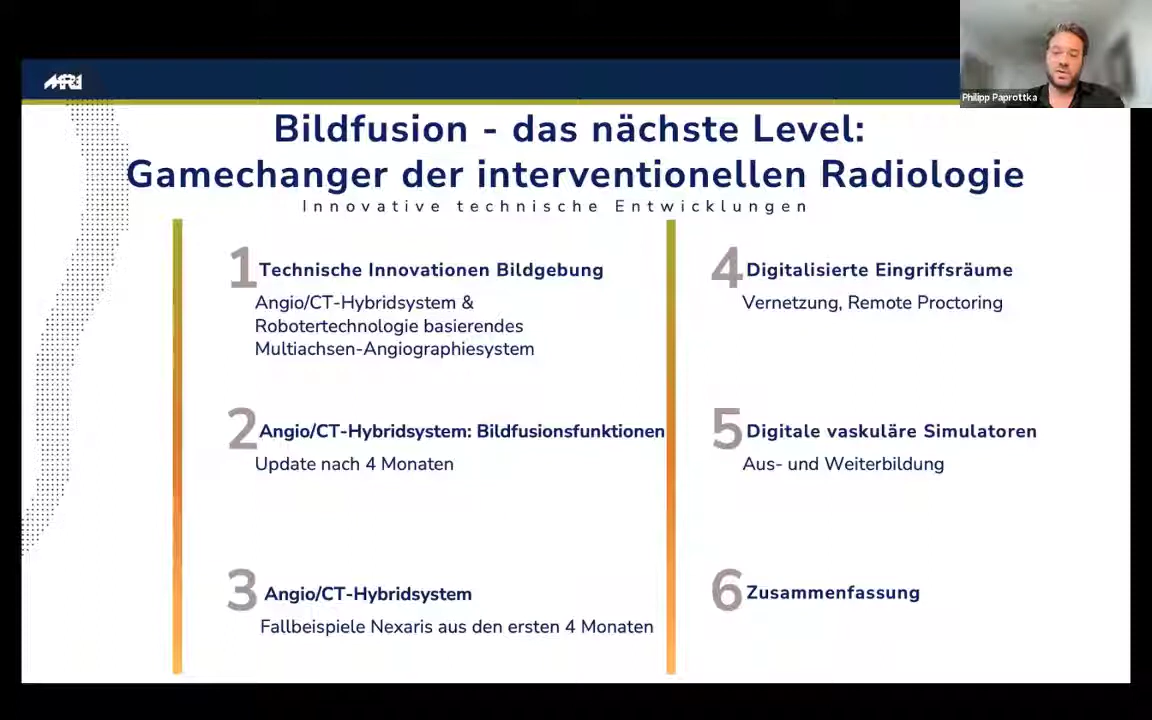 MRI
Philipp Paprottka
Bildfusion - das nächste Level:
Gamechanger der interventionellen Radiologie
Innovative technische Entwicklungen
1 Technische Innovationen Bildgebung
Angio/CT-Hybridsystem &
Robotertechnologie basierendes
Multiachsen-Angiographiesystem
2 Angio/CT-Hybridsystem: Bildfusionsfunktionen
Update nach 4 Monaten
3 Angio/CT-Hybridsystem
Fallbeispiele Nexaris aus den ersten 4 Monaten
4 Digitalisierte Eingriffsräume
Vernetzung, Remote Proctoring
5 Digitale vaskuläre Simulatoren
Aus- und Weiterbildung
6 Zusammenfassung